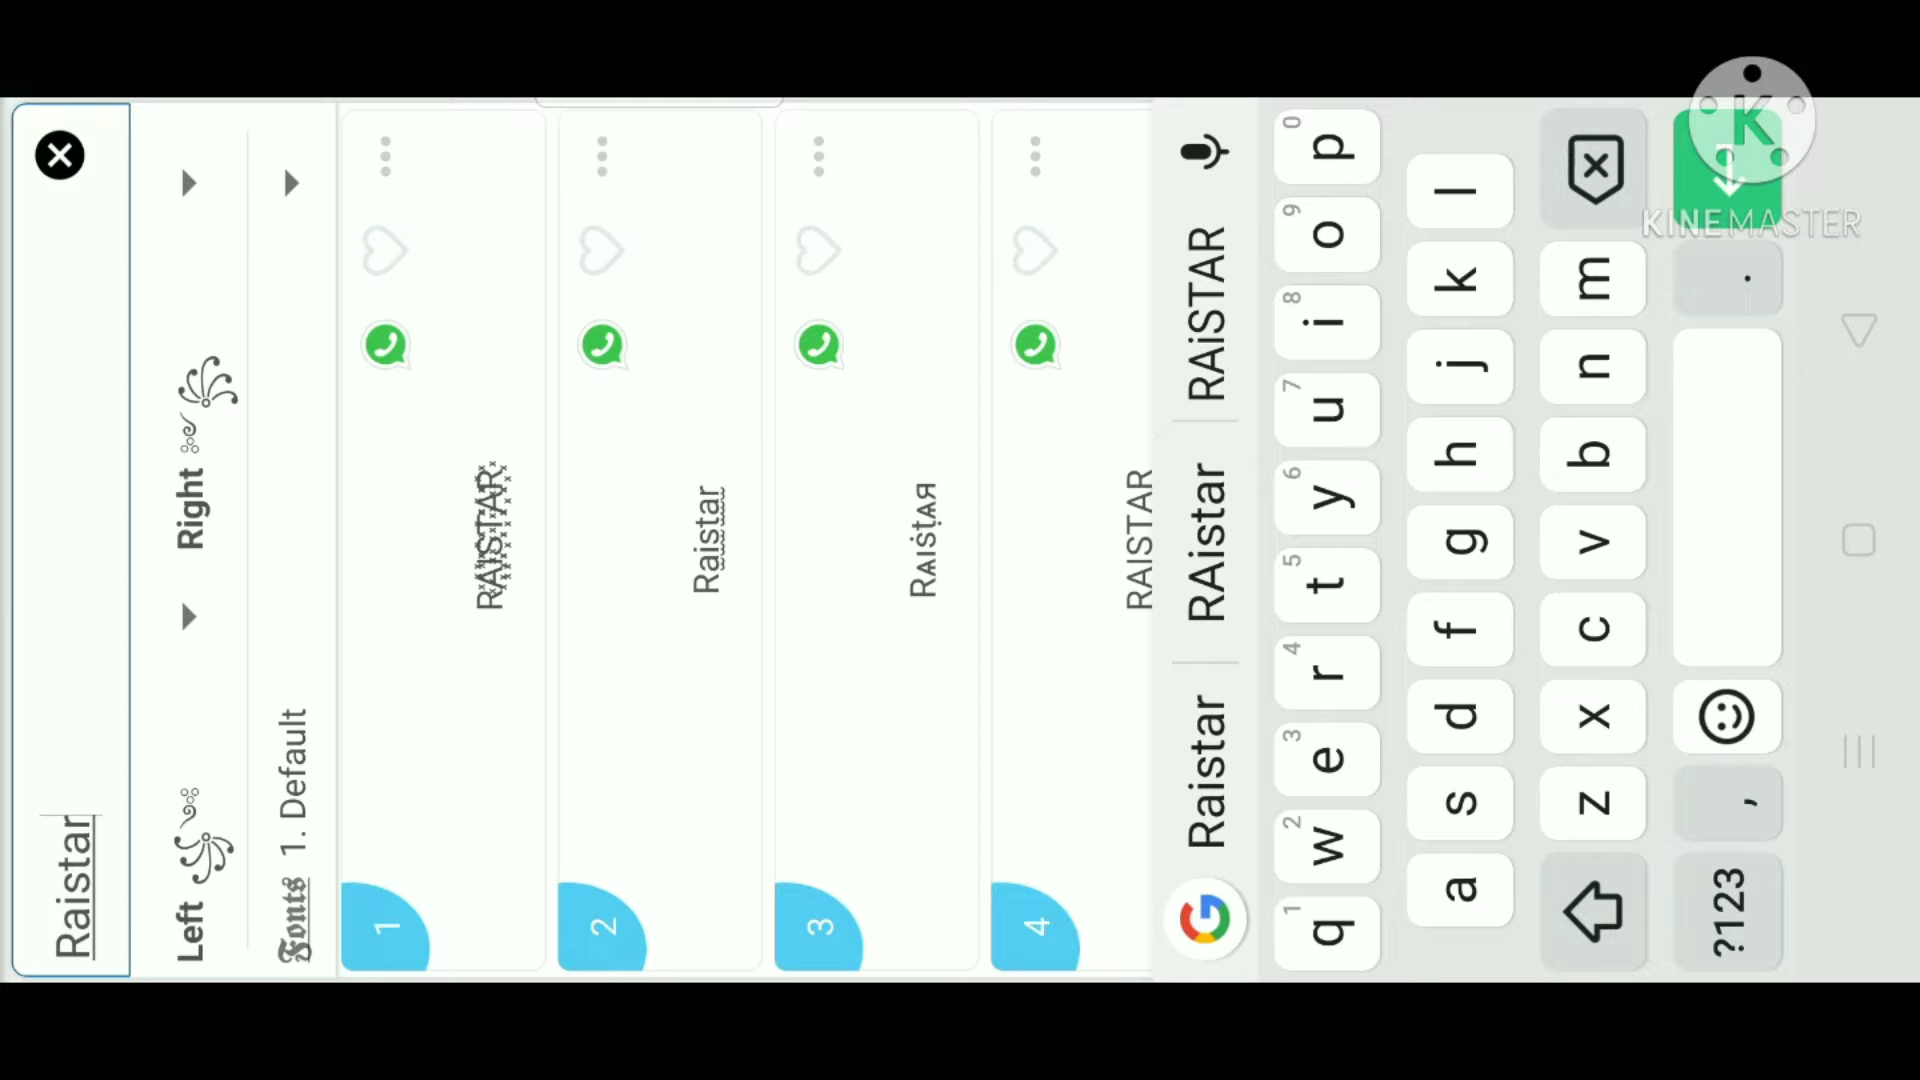 Raistar
Left Right
Fonts 1. Default
1
RAISTAR
2
Raistar
3
RᴀιṡṭᴀЯ
4
RAISTAR
Raistar RAistar RAiSTAR
1 2 3 4 5 6 7 8 9 0
q w e r t y u i o p
a s d f g h j k l
z x c v b n m
?123 , .
K
KINEMASTER